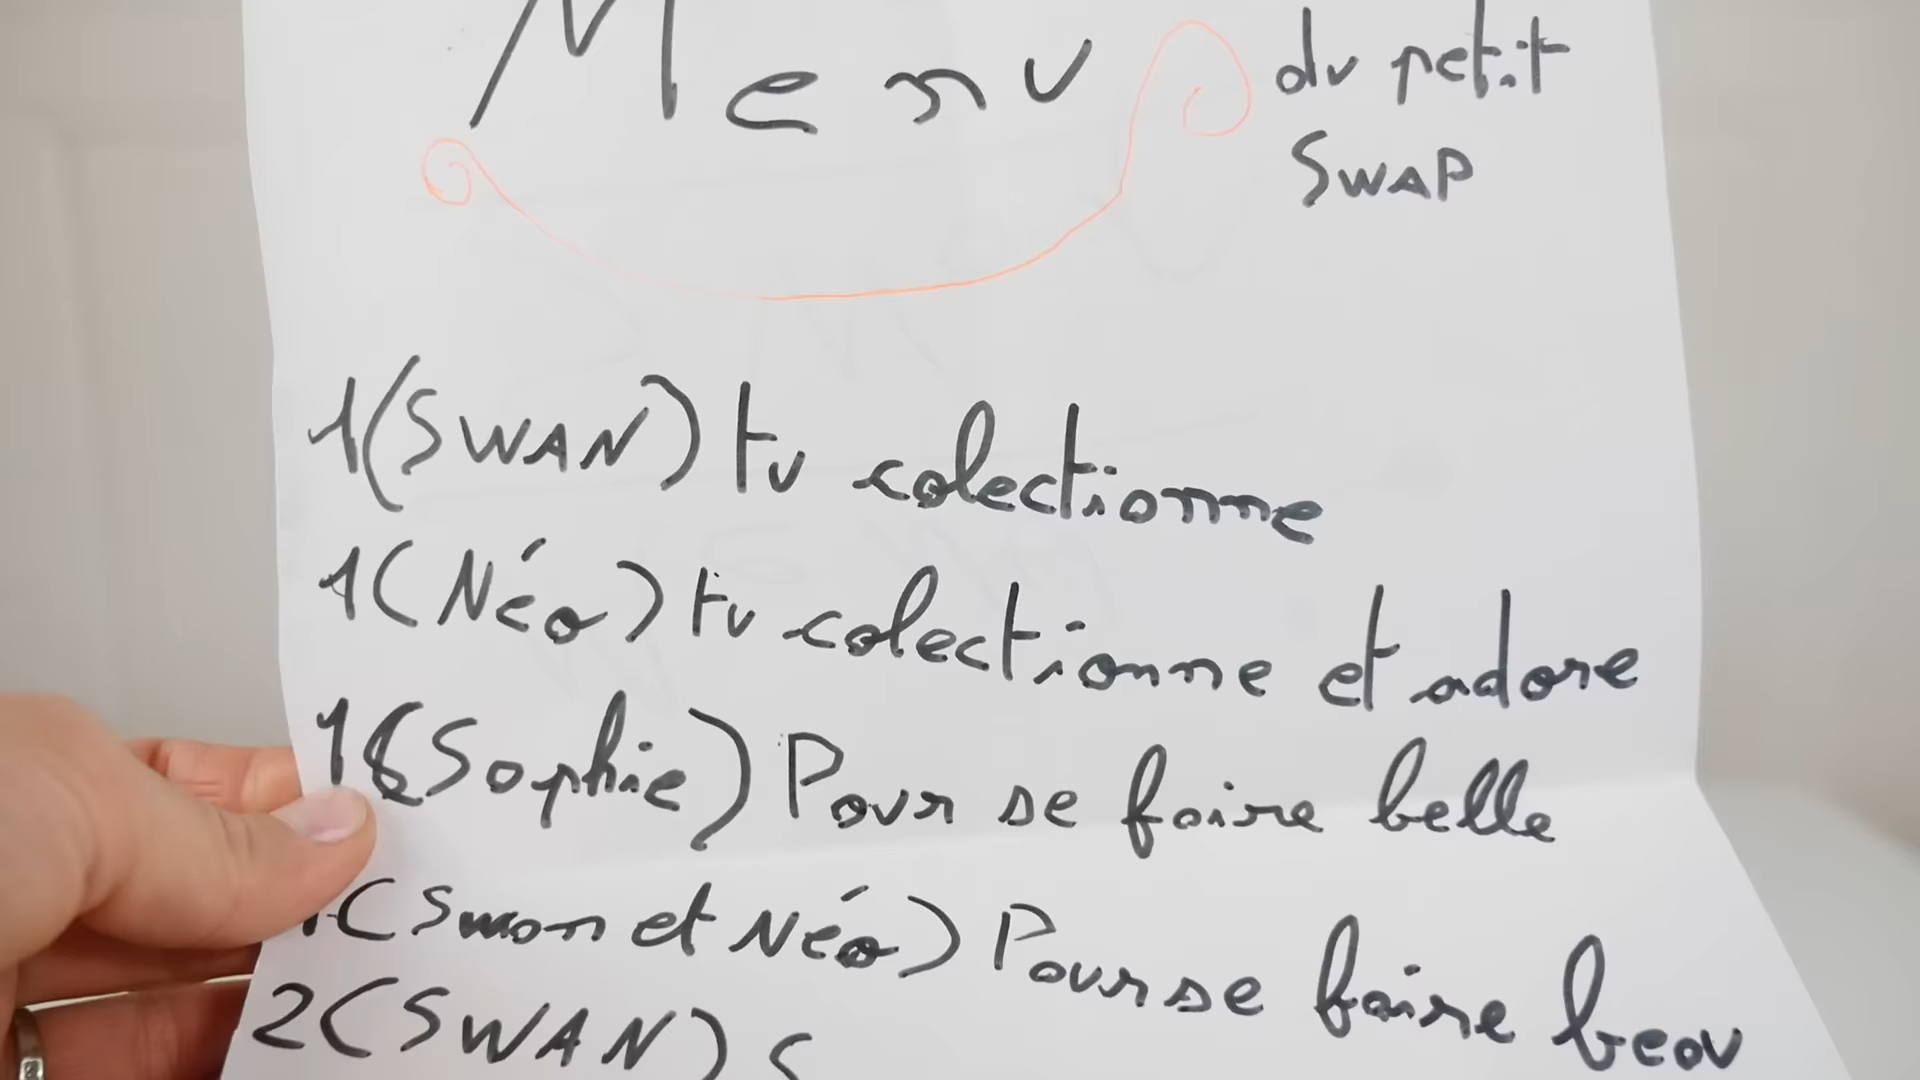 Menu
du petit
SWAP
1(SWAN) tu colectionne
1(Néo) tu colectionne et adore
1(Sophie) Pour se faire belle
1(Swan et Néo) Pour se faire beau
2(SWAN)